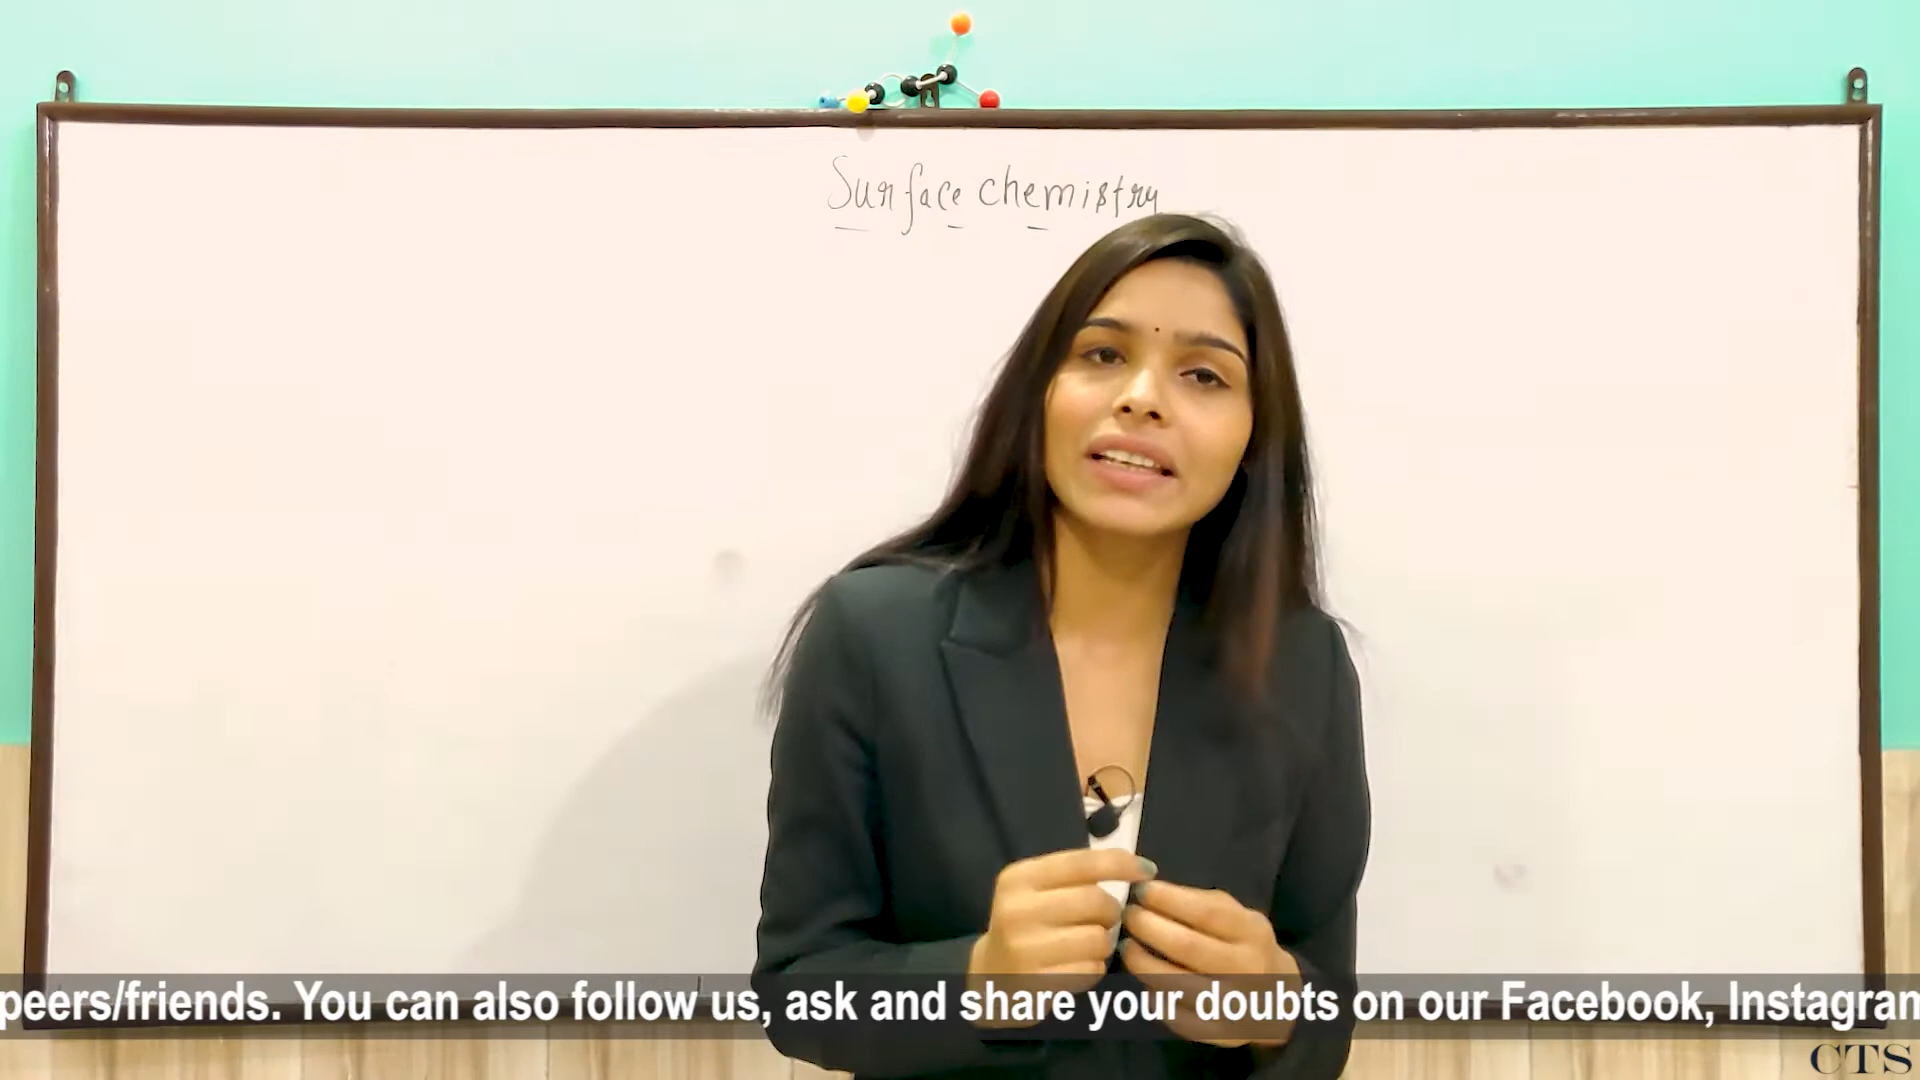 Surface chemistry
peers/friends. You can also follow us, ask and share your doubts on our Facebook, Instagram
CTS